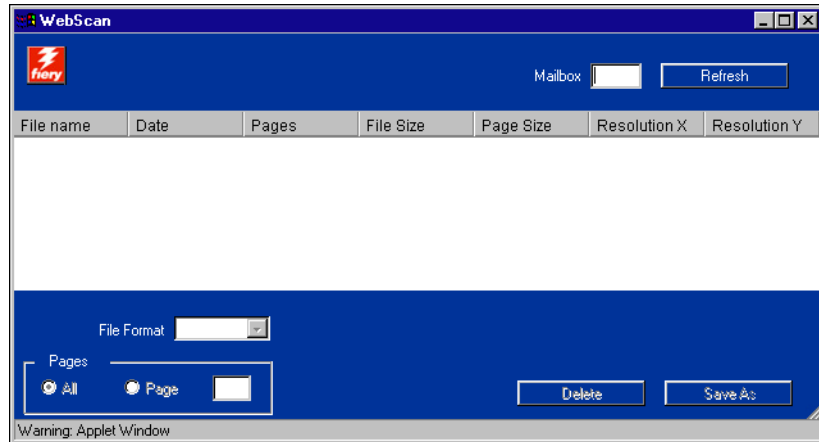 WebScan
fiery
Mailbox
Refresh
File name Date Pages File Size Page Size Resolution X Resolution Y
File Format
Pages
All Page
Delete Save As
Warning: Applet Window